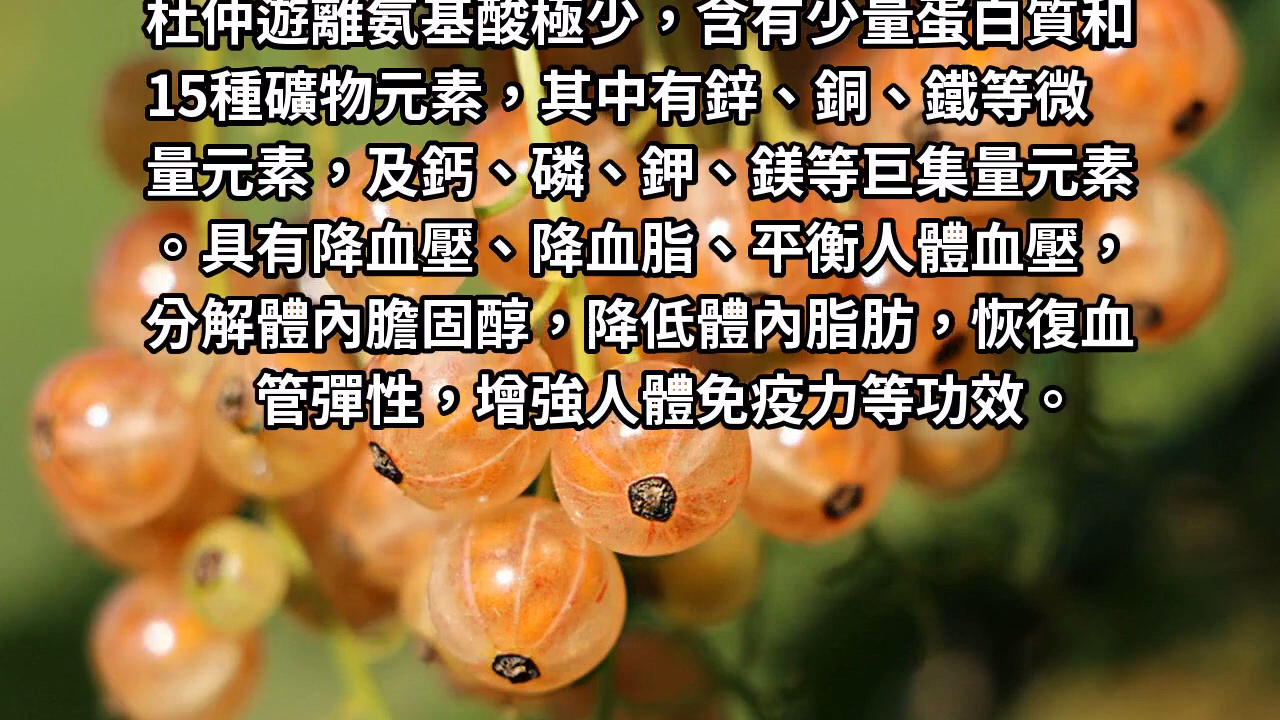 杜仲遊離氨基酸極少，含有少量蛋白質和
15種礦物元素，其中有鋅、銅、鐵等微
量元素，及鈣、磷、鉀、鎂等巨集量元素
。具有降血壓、降血脂、平衡人體血壓，
分解體內膽固醇，降低體內脂肪，恢復血
管彈性，增強人體免疫力等功效。